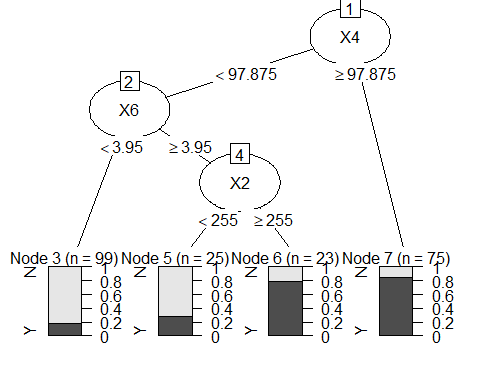 1
X4
< 97.875
≥ 97.875
2
X6
< 3.95
≥ 3.95
4
X2
< 255
≥ 255
Node 3 (n = 99)
Node 5 (n = 25)
Node 6 (n = 23)
Node 7 (n = 75)
N
Y
1
0.8
0.6
0.4
0.2
0
N
Y
1
0.8
0.6
0.4
0.2
0
N
Y
1
0.8
0.6
0.4
0.2
0
N
Y
1
0.8
0.6
0.4
0.2
0